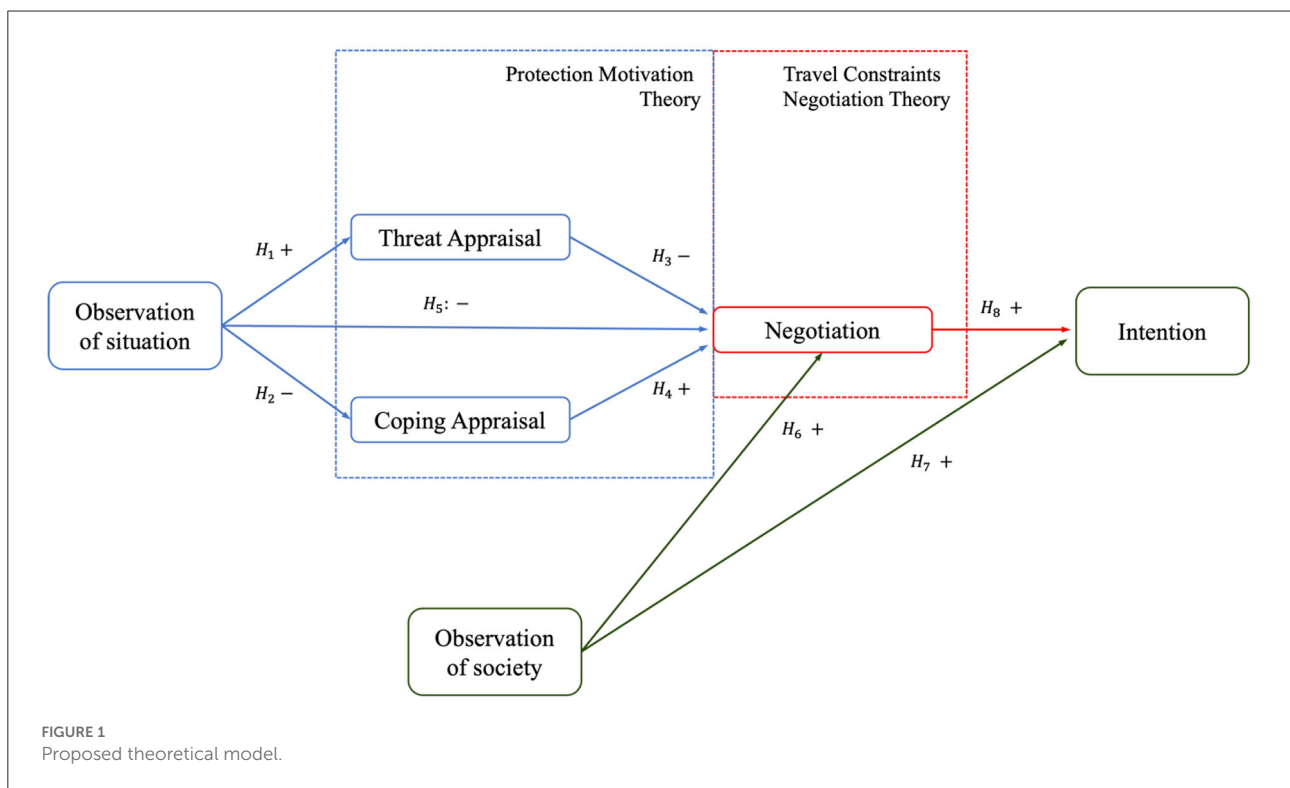 Protection Motivation
Theory
Travel Constraints
Negotiation Theory
H₁ +
Threat Appraisal
H₃ −
Observation
of situation
H₅: −
Negotiation
H₈ +
Intention
H₂ −
Coping Appraisal
H₄ +
H₆ +
H₇ +
Observation
of society
FIGURE 1
Proposed theoretical model.